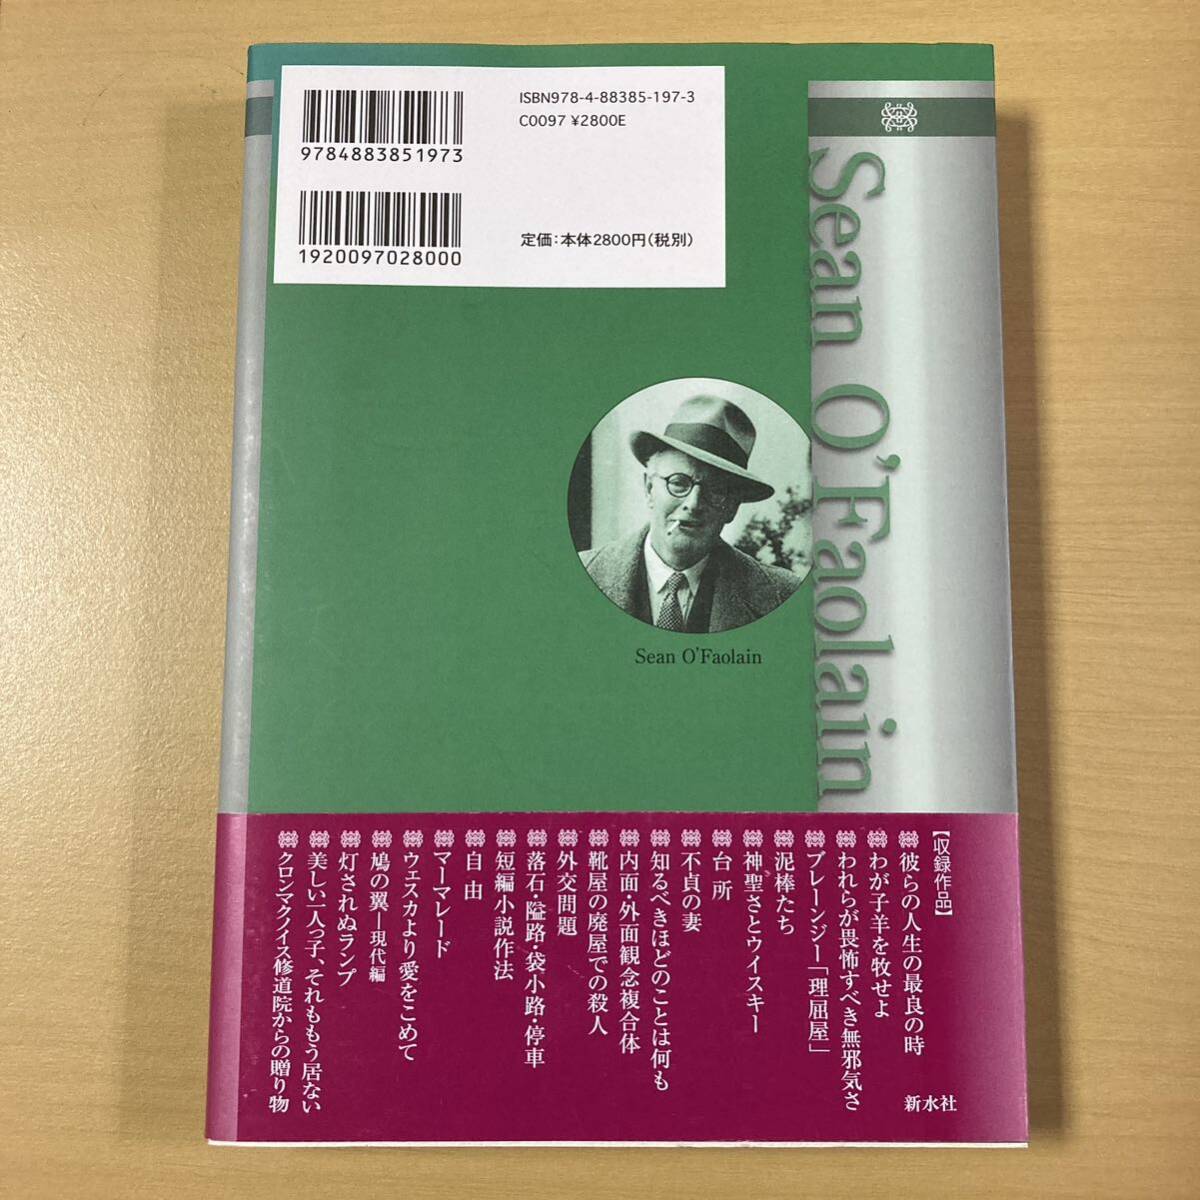 ISBN978-4-88385-197-3
C0097 ¥2800E
9784883851973
1920097028000
定価：本体2800円（税別）
Sean O'Faolain
Sean O'Faolain
【収録作品】
彼らの人生の最良の時
わが子羊を牧せよ
われらが畏怖すべき無邪気さ
ブレーンジー「理屈屋」
泥棒たち
神聖さとウイスキー
台所
不貞の妻
知るべきほどのことは何も
内面・外面観念複合体
靴屋の廃屋での殺人
外交問題
落石・隘路・袋小路・停車
短編小説作法
自由
マーマレード
ウェスカより愛をこめて
鳩の翼―現代編
灯されぬランプ
美しい一人っ子、それももう居ない
クロンマクノイス修道院からの贈り物
新水社